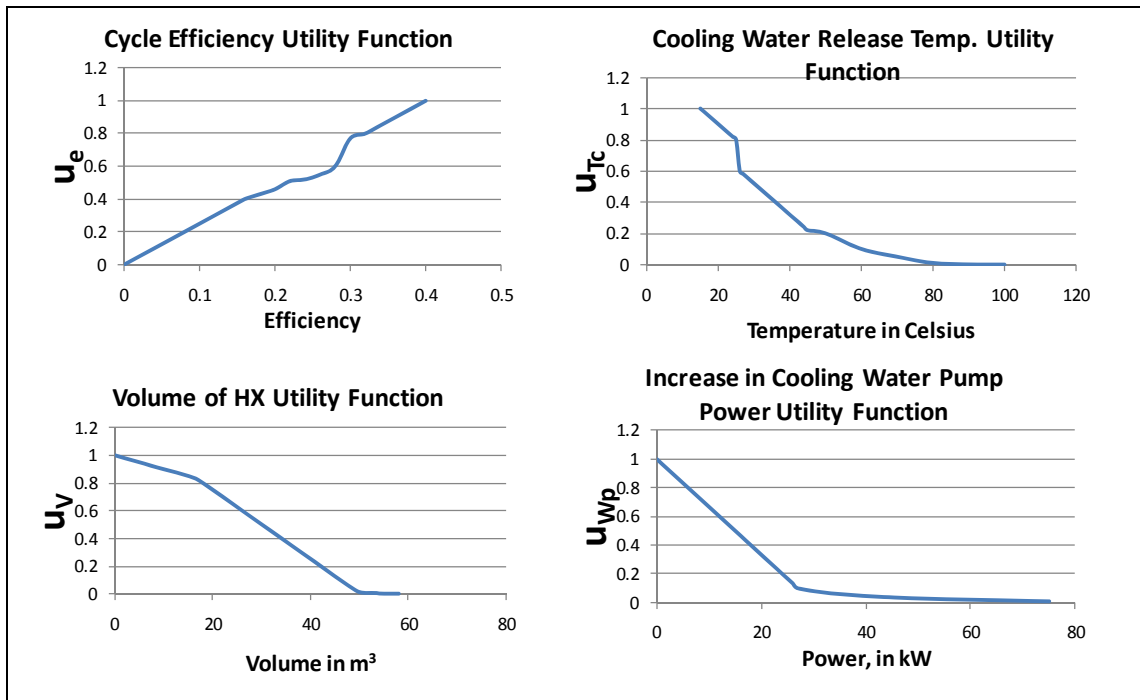 Cycle Efficiency Utility Function
1.2
1
0.8
0.6
0.4
0.2
0
u_e
0 0.1 0.2 0.3 0.4 0.5
Efficiency
Cooling Water Release Temp. Utility
Function
1.2
1
0.8
0.6
0.4
0.2
0
u_Tc
0 20 40 60 80 100 120
Temperature in Celsius
Volume of HX Utility Function
1.2
1
0.8
0.6
0.4
0.2
0
u_V
0 20 40 60 80
Volume in m³
Increase in Cooling Water Pump
Power Utility Function
1.2
1
0.8
0.6
0.4
0.2
0
u_Wp
0 20 40 60 80
Power, in kW